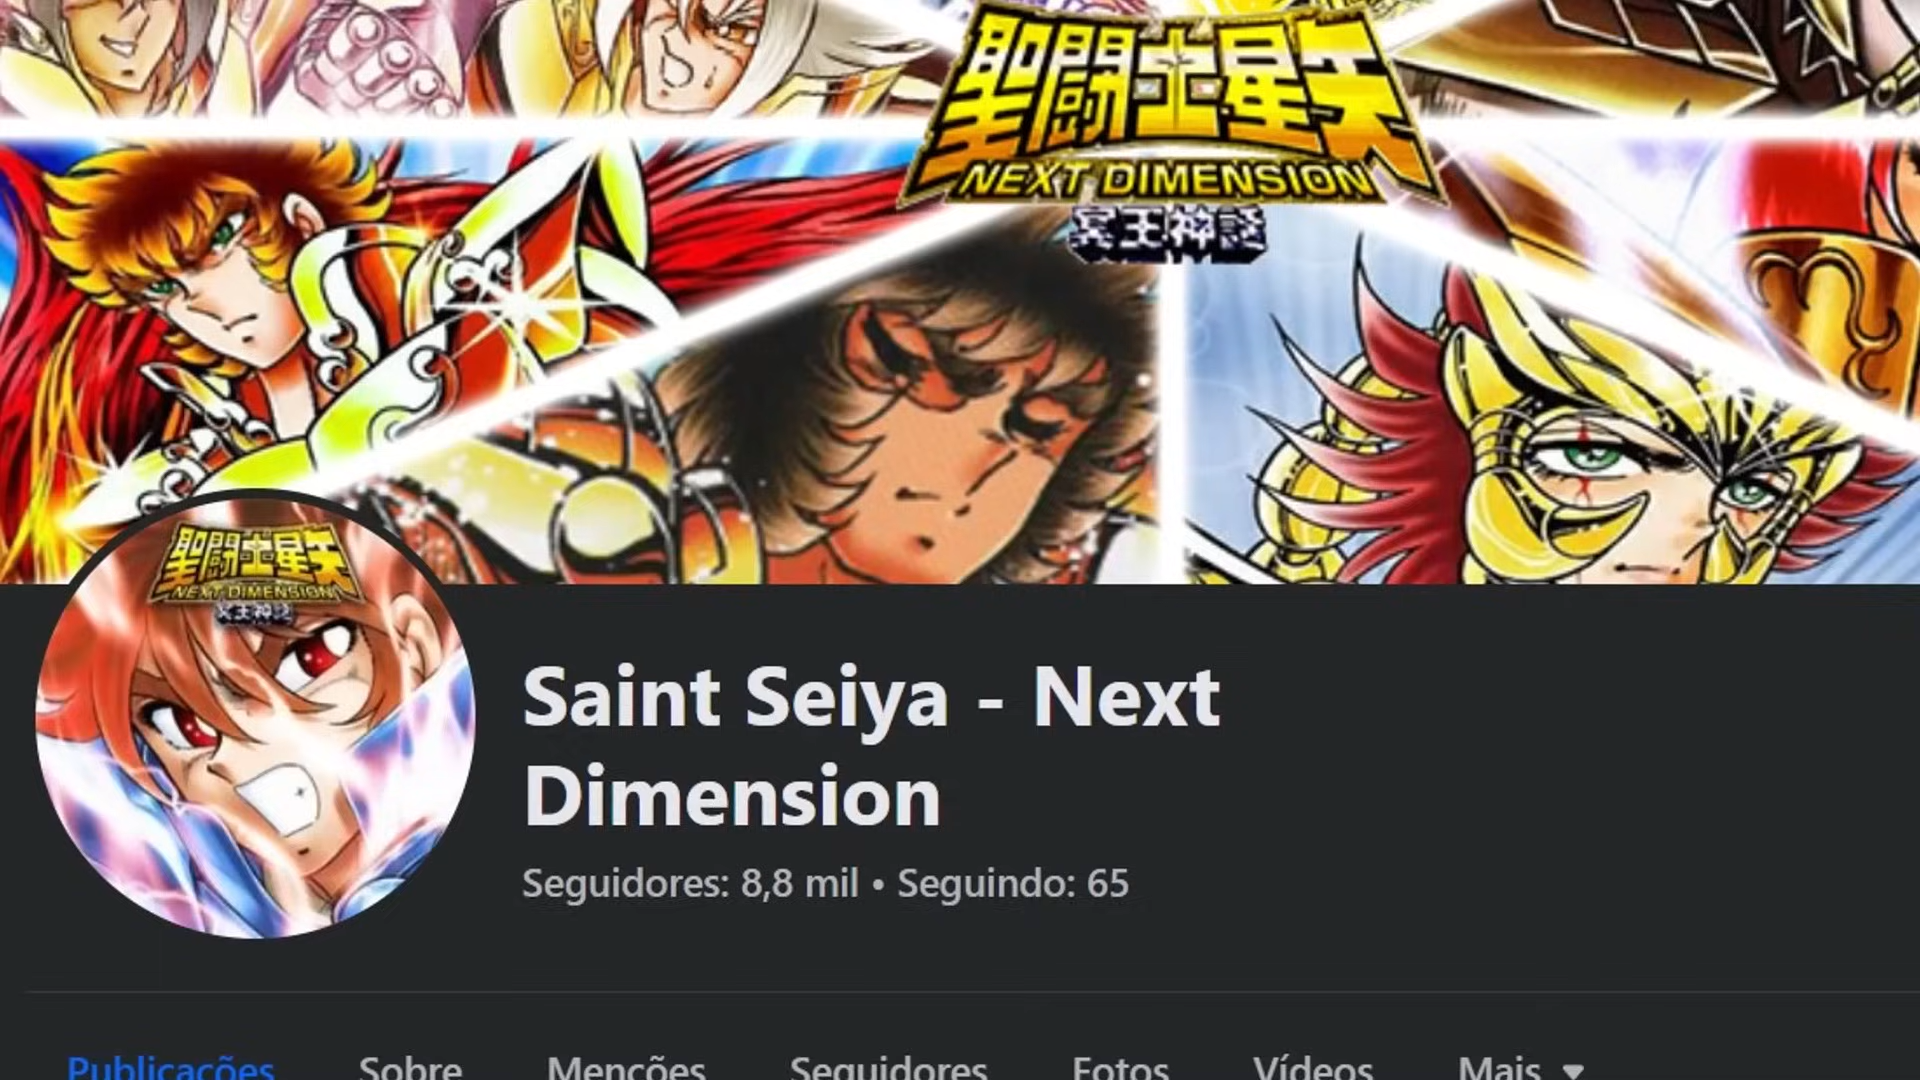 聖闘士星矢
NEXT DIMENSION
冥王神話
聖闘士星矢
NEXT DIMENSION
冥王神話
Saint Seiya - Next
Dimension
Seguidores: 8,8 mil • Seguindo: 65
Publicações Sobre Menções Seguidores Fotos Vídeos Mais